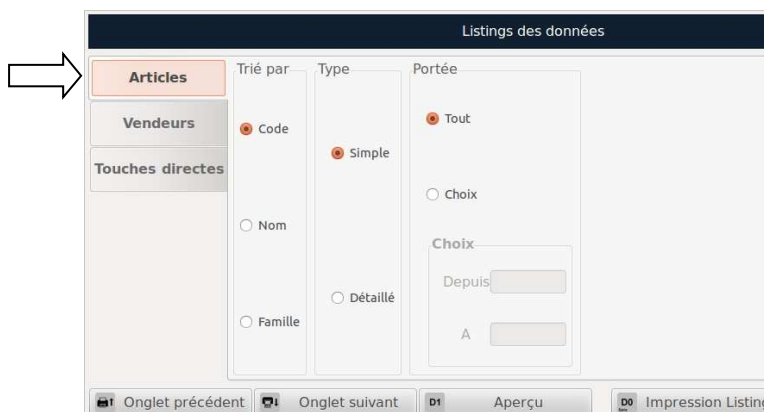 Listings des données
Articles
Vendeurs
Touches directes
Trié par
Code
Nom
Famille
Type
Simple
Détaillé
Portée
Tout
Choix
Choix
Depuis
A
Onglet précédent
Onglet suivant
D1 Aperçu
D0 Impression Listing